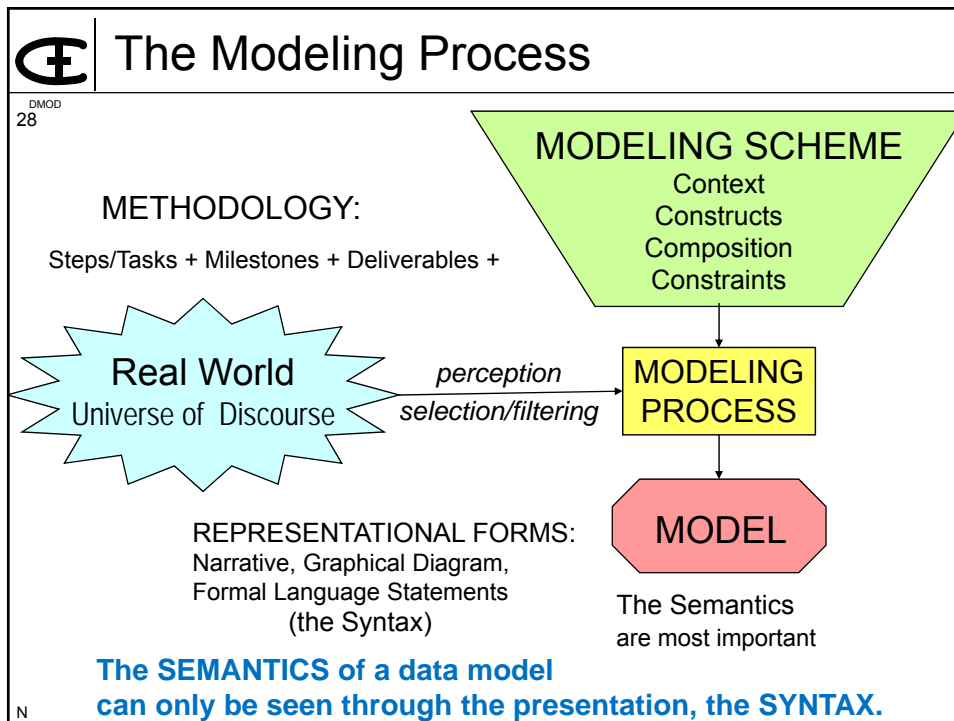 The Modeling Process
DMOD
28
MODELING SCHEME
Context
Constructs
Composition
Constraints
METHODOLOGY:
Steps/Tasks + Milestones + Deliverables +
Real World
Universe of Discourse
perception
selection/filtering
MODELING
PROCESS
MODEL
REPRESENTATIONAL FORMS:
Narrative, Graphical Diagram,
Formal Language Statements
(the Syntax)
The Semantics
are most important
The SEMANTICS of a data model
can only be seen through the presentation, the SYNTAX.
N